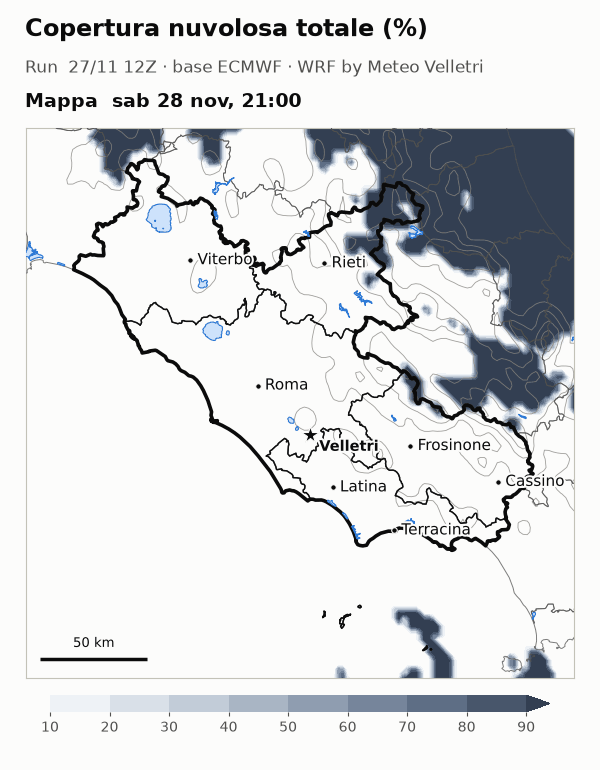 Copertura nuvolosa totale (%)
Run  27/11 12Z · base ECMWF · WRF by Meteo Velletri
Mappa  sab 28 nov, 21:00
Viterbo
Rieti
Roma
Velletri
Frosinone
Latina
Cassino
Terracina
50 km
10 20 30 40 50 60 70 80 90